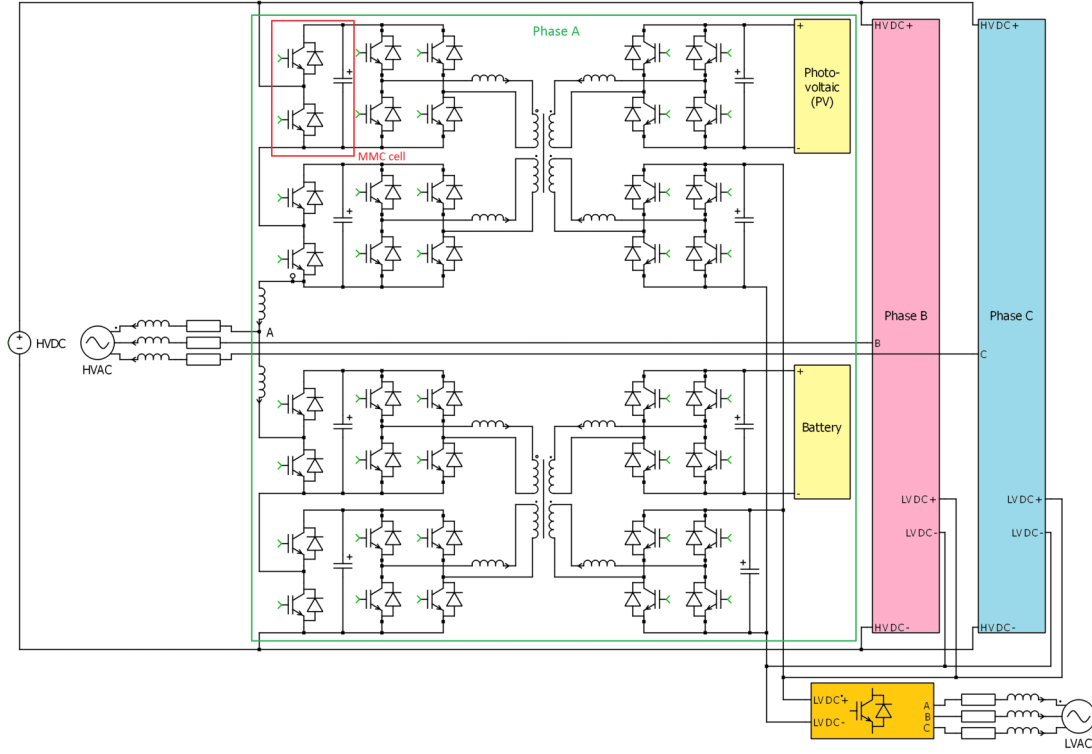 HVDC+
HVDC+
Phase A
+
+
+
Photo-
voltaic
(PV)
-
MMC cell
+
+
A
HVDC
HVAC
Phase B
Phase C
B
C
+
+
+
Battery
-
LVDC+
LVDC+
LVDC-
LVDC-
+
+
HVDC-
HVDC-
LVDC+
LVDC-
A
B
C
LVAC